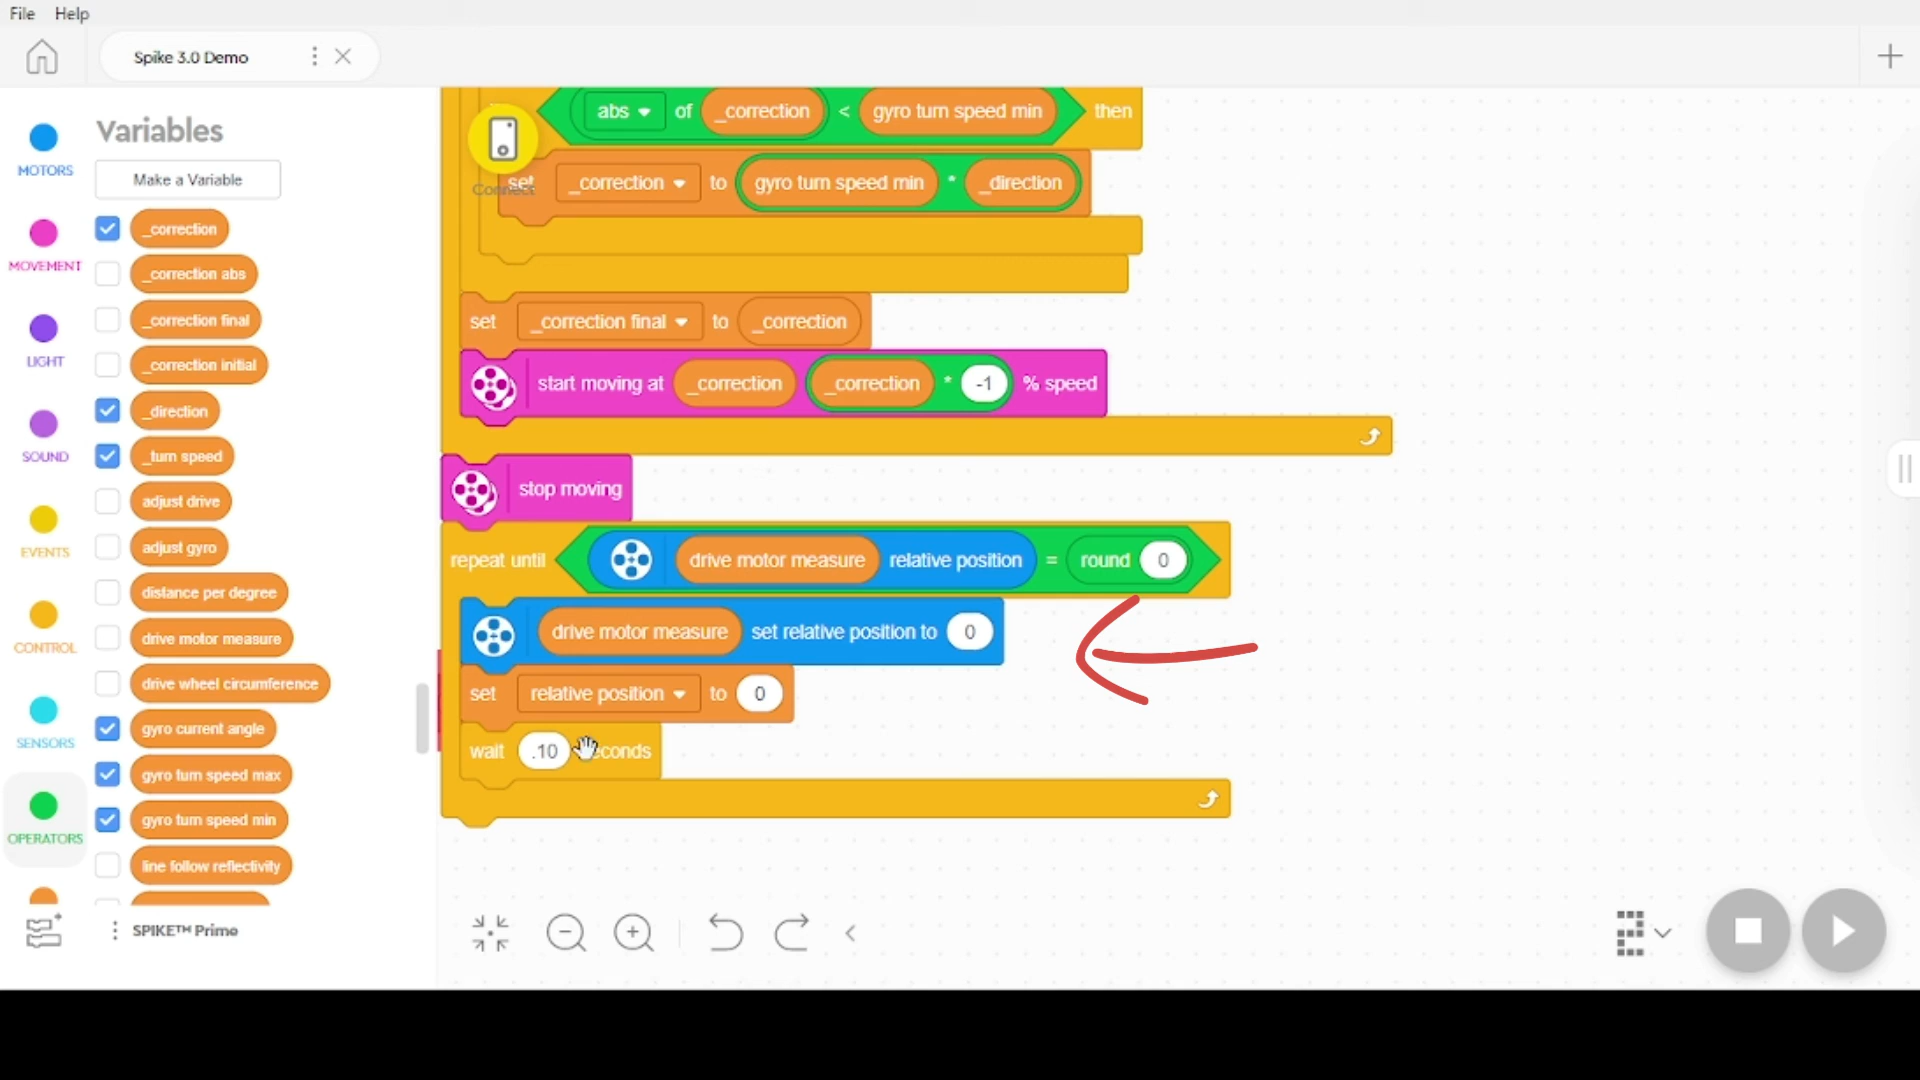 File Help
Spike 3.0 Demo
MOTORS
MOVEMENT
LIGHT
SOUND
EVENTS
CONTROL
SENSORS
OPERATORS
Variables
Make a Variable
_correction
_correction abs
_correction final
_correction initial
_direction
_turn speed
adjust drive
adjust gyro
distance per degree
drive motor measure
drive wheel circumference
gyro current angle
gyro turn speed max
gyro turn speed min
line follow reflectivity
SPIKE™ Prime
Connect
abs of _correction < gyro turn speed min then
set _correction to gyro turn speed min * _direction
set _correction final to _correction
start moving at _correction _correction * -1 % speed
stop moving
repeat until drive motor measure relative position = round 0
drive motor measure set relative position to 0
set relative position to 0
wait .10 econds